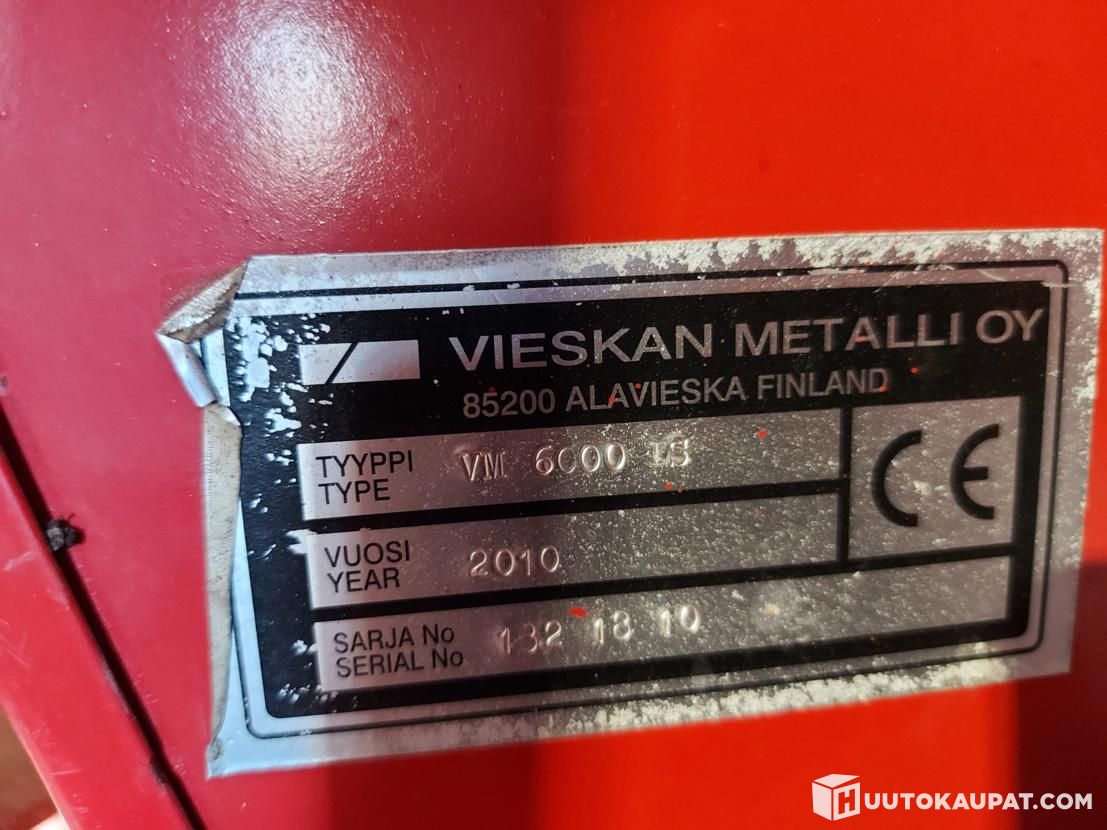 VIESKAN METALLI OY
85200 ALAVIESKA FINLAND
TYYPPI
TYPE
VM 6000 LS
CE
VUOSI
YEAR
2010
SARJA No
SERIAL No
132 18 10
HUUTOKAUPAT.COM